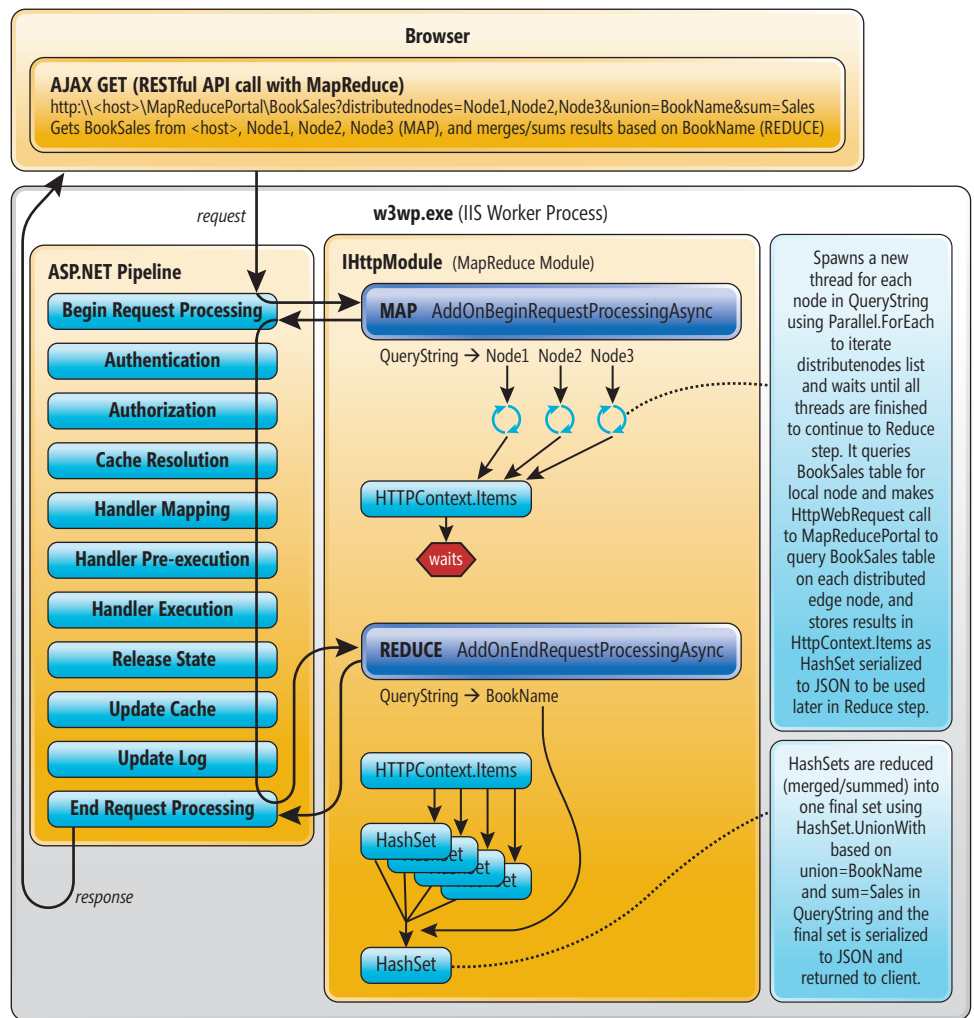 Browser
AJAX GET (RESTful API call with MapReduce)
http:\\<host>\MapReducePortal\BookSales?distributednodes=Node1,Node2,Node3&union=BookName&sum=Sales
Gets BookSales from <host>, Node1, Node2, Node3 (MAP), and merges/sums results based on BookName (REDUCE)
request
w3wp.exe (IIS Worker Process)
ASP.NET Pipeline
Begin Request Processing
Authentication
Authorization
Cache Resolution
Handler Mapping
Handler Pre-execution
Handler Execution
Release State
Update Cache
Update Log
End Request Processing
response
IHttpModule (MapReduce Module)
MAP AddOnBeginRequestProcessingAsync
QueryString → Node1 Node2 Node3
HTTPContext.Items
waits
REDUCE AddOnEndRequestProcessingAsync
QueryString → BookName
HTTPContext.Items
HashSet
HashSet
HashSet
HashSet
HashSet
Spawns a new
thread for each
node in QueryString
using Parallel.ForEach
to iterate
distributenodes list
and waits until all
threads are finished
to continue to Reduce
step. It queries
BookSales table for
local node and makes
HttpWebRequest call
to MapReducePortal to
query BookSales table
on each distributed
edge node, and
stores results in
HttpContext.Items as
HashSet serialized
to JSON to be used
later in Reduce step.
HashSets are reduced
(merged/summed) into
one final set using
HashSet.UnionWith
based on
union=BookName
and sum=Sales in
QueryString and the
final set is serialized
to JSON and
returned to client.